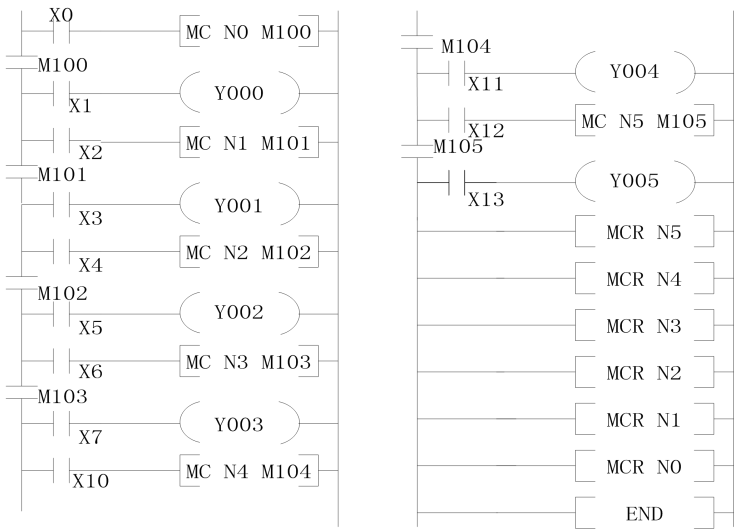 X0
MC N0 M100
M100
X1
Y000
X2
MC N1 M101
M101
X3
Y001
X4
MC N2 M102
M102
X5
Y002
X6
MC N3 M103
M103
X7
Y003
X10
MC N4 M104
M104
X11
Y004
X12
MC N5 M105
M105
X13
Y005
MCR N5
MCR N4
MCR N3
MCR N2
MCR N1
MCR N0
END